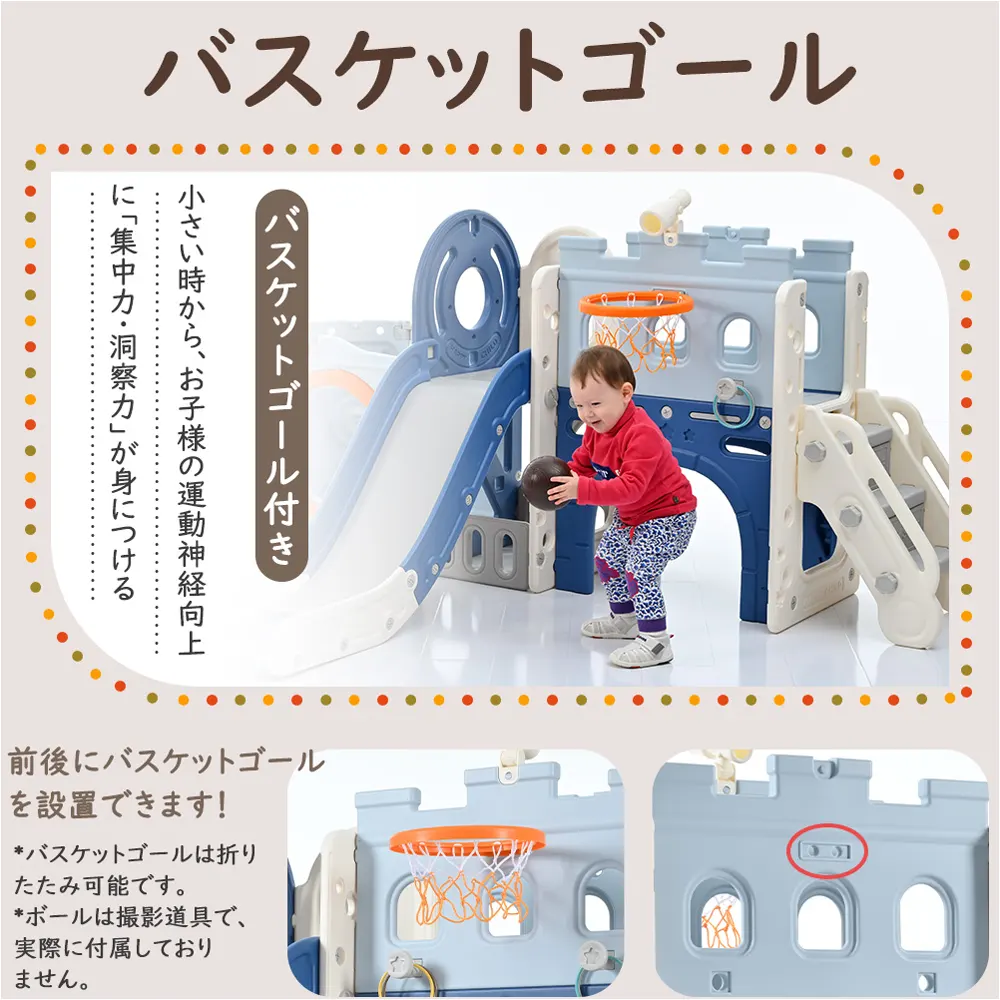 バスケットゴール
バスケットゴール付き
小さい時から、お子様の運動神経向上
に「集中力・洞察力」が身につける
前後にバスケットゴール
を設置できます!
*バスケットゴールは折り
たたみ可能です。
*ボールは撮影道具で、
実際に付属しており
ません。